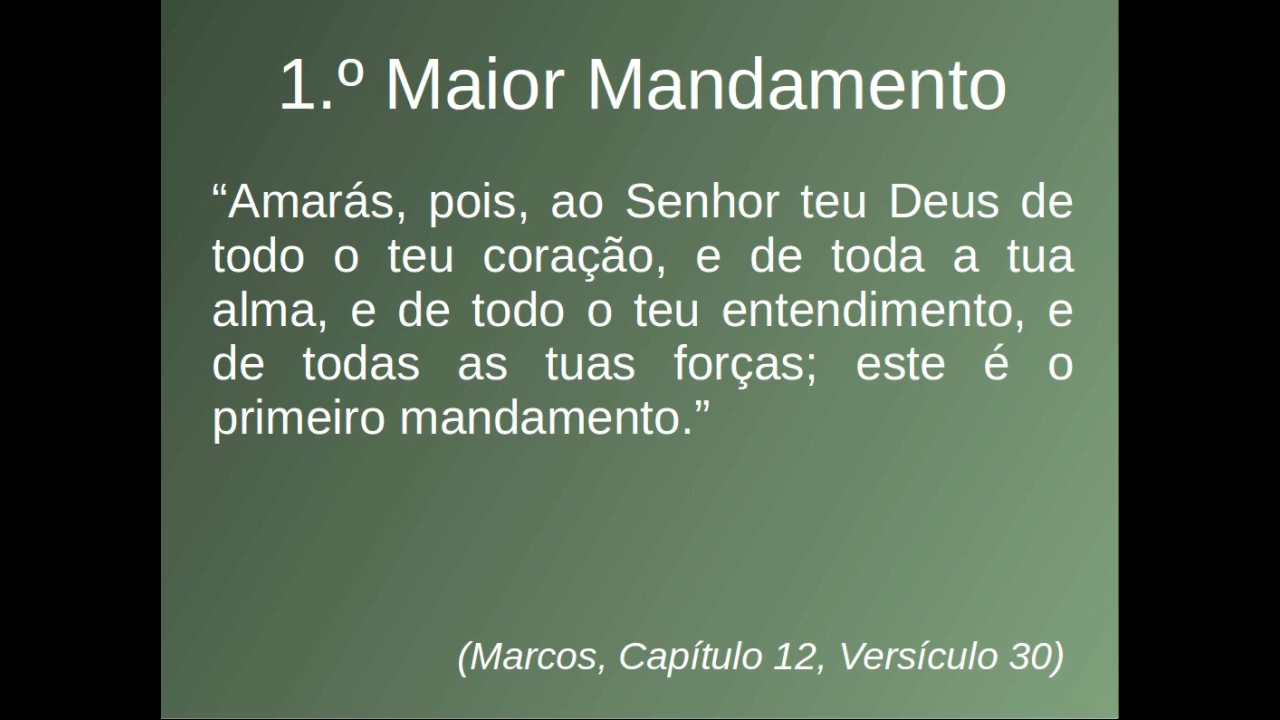 1.º Maior Mandamento
“Amarás, pois, ao Senhor teu Deus de
todo o teu coração, e de toda a tua
alma, e de todo o teu entendimento, e
de todas as tuas forças; este é o
primeiro mandamento.”
(Marcos, Capítulo 12, Versículo 30)